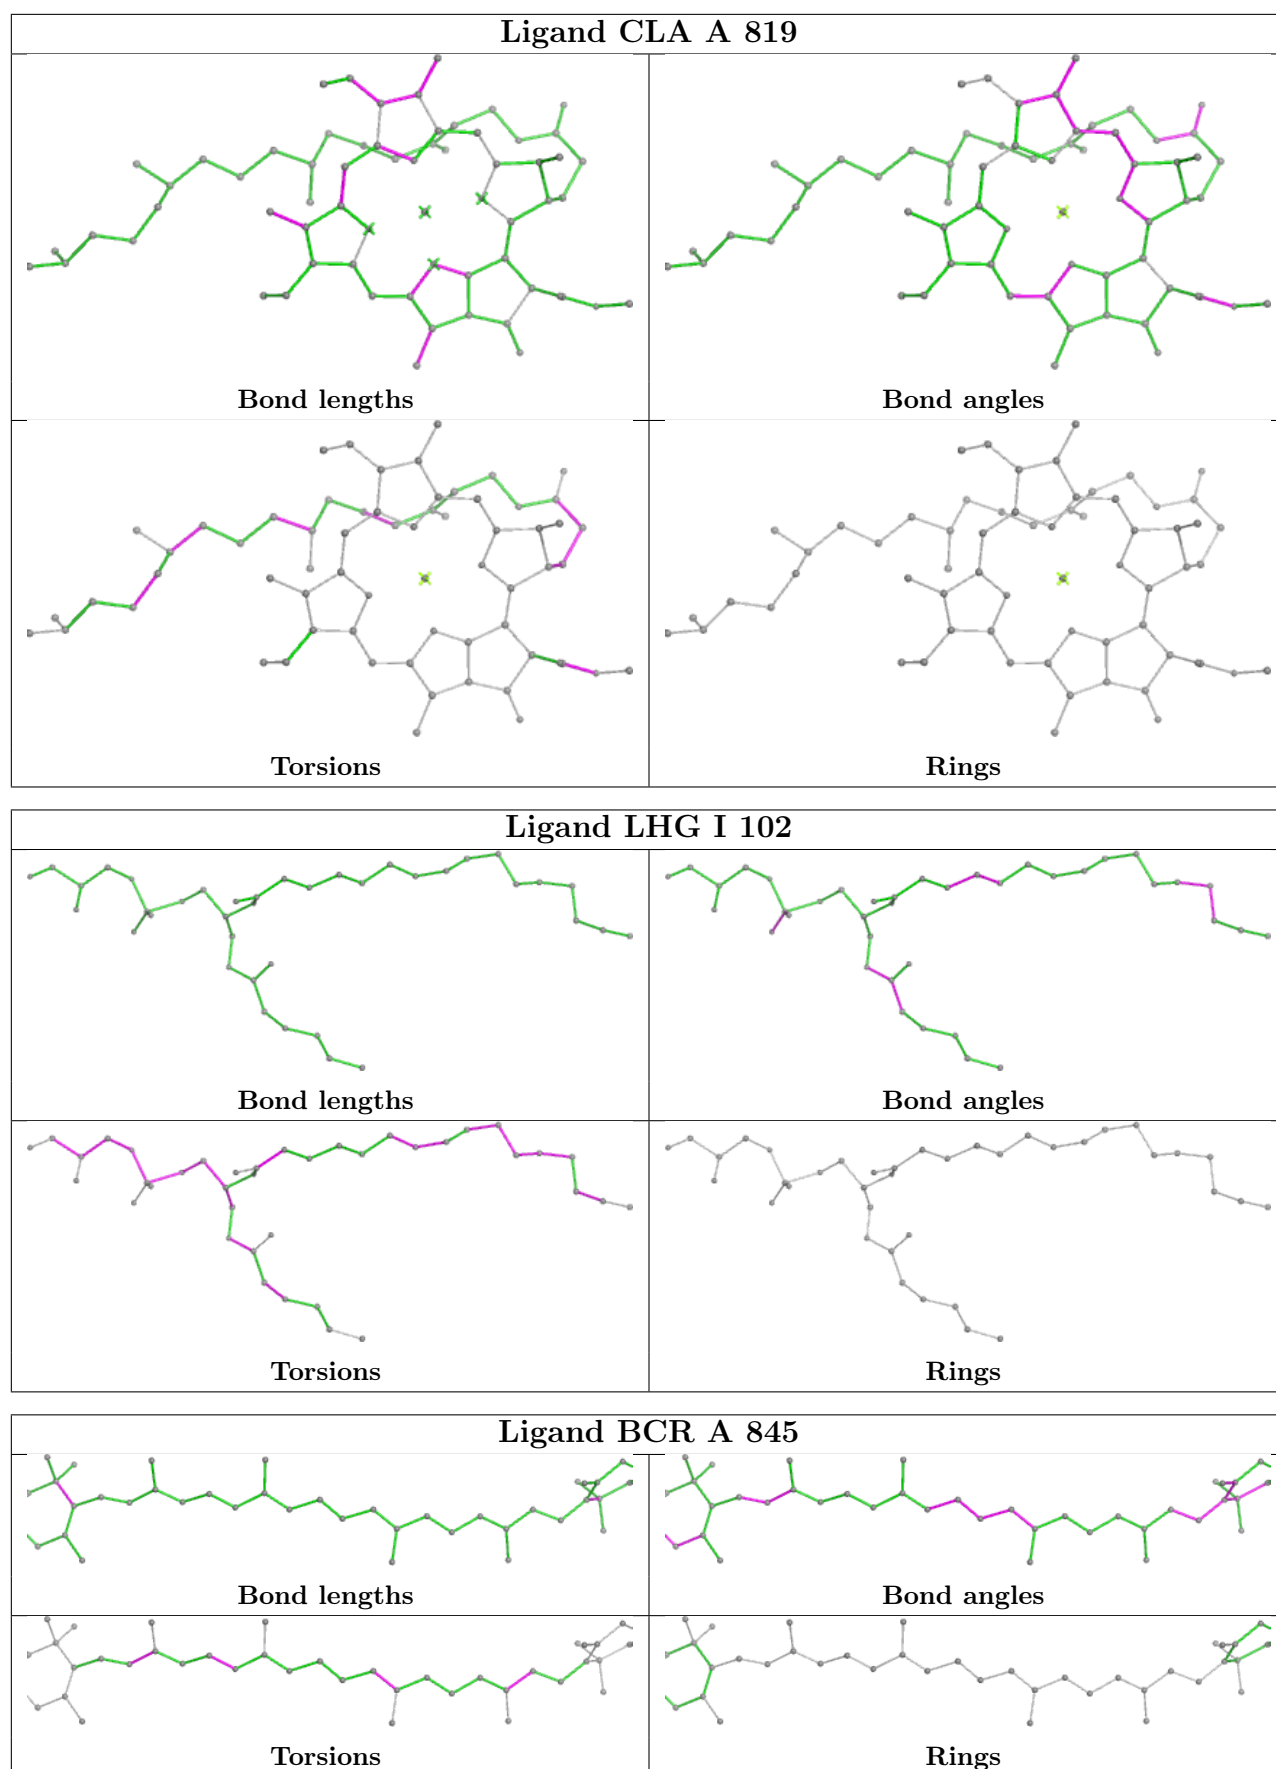 Ligand CLA A 819
Bond lengths
Bond angles
Torsions
Rings
Ligand LHG I 102
Bond lengths
Bond angles
Torsions
Rings
Ligand BCR A 845
Bond lengths
Bond angles
Torsions
Rings